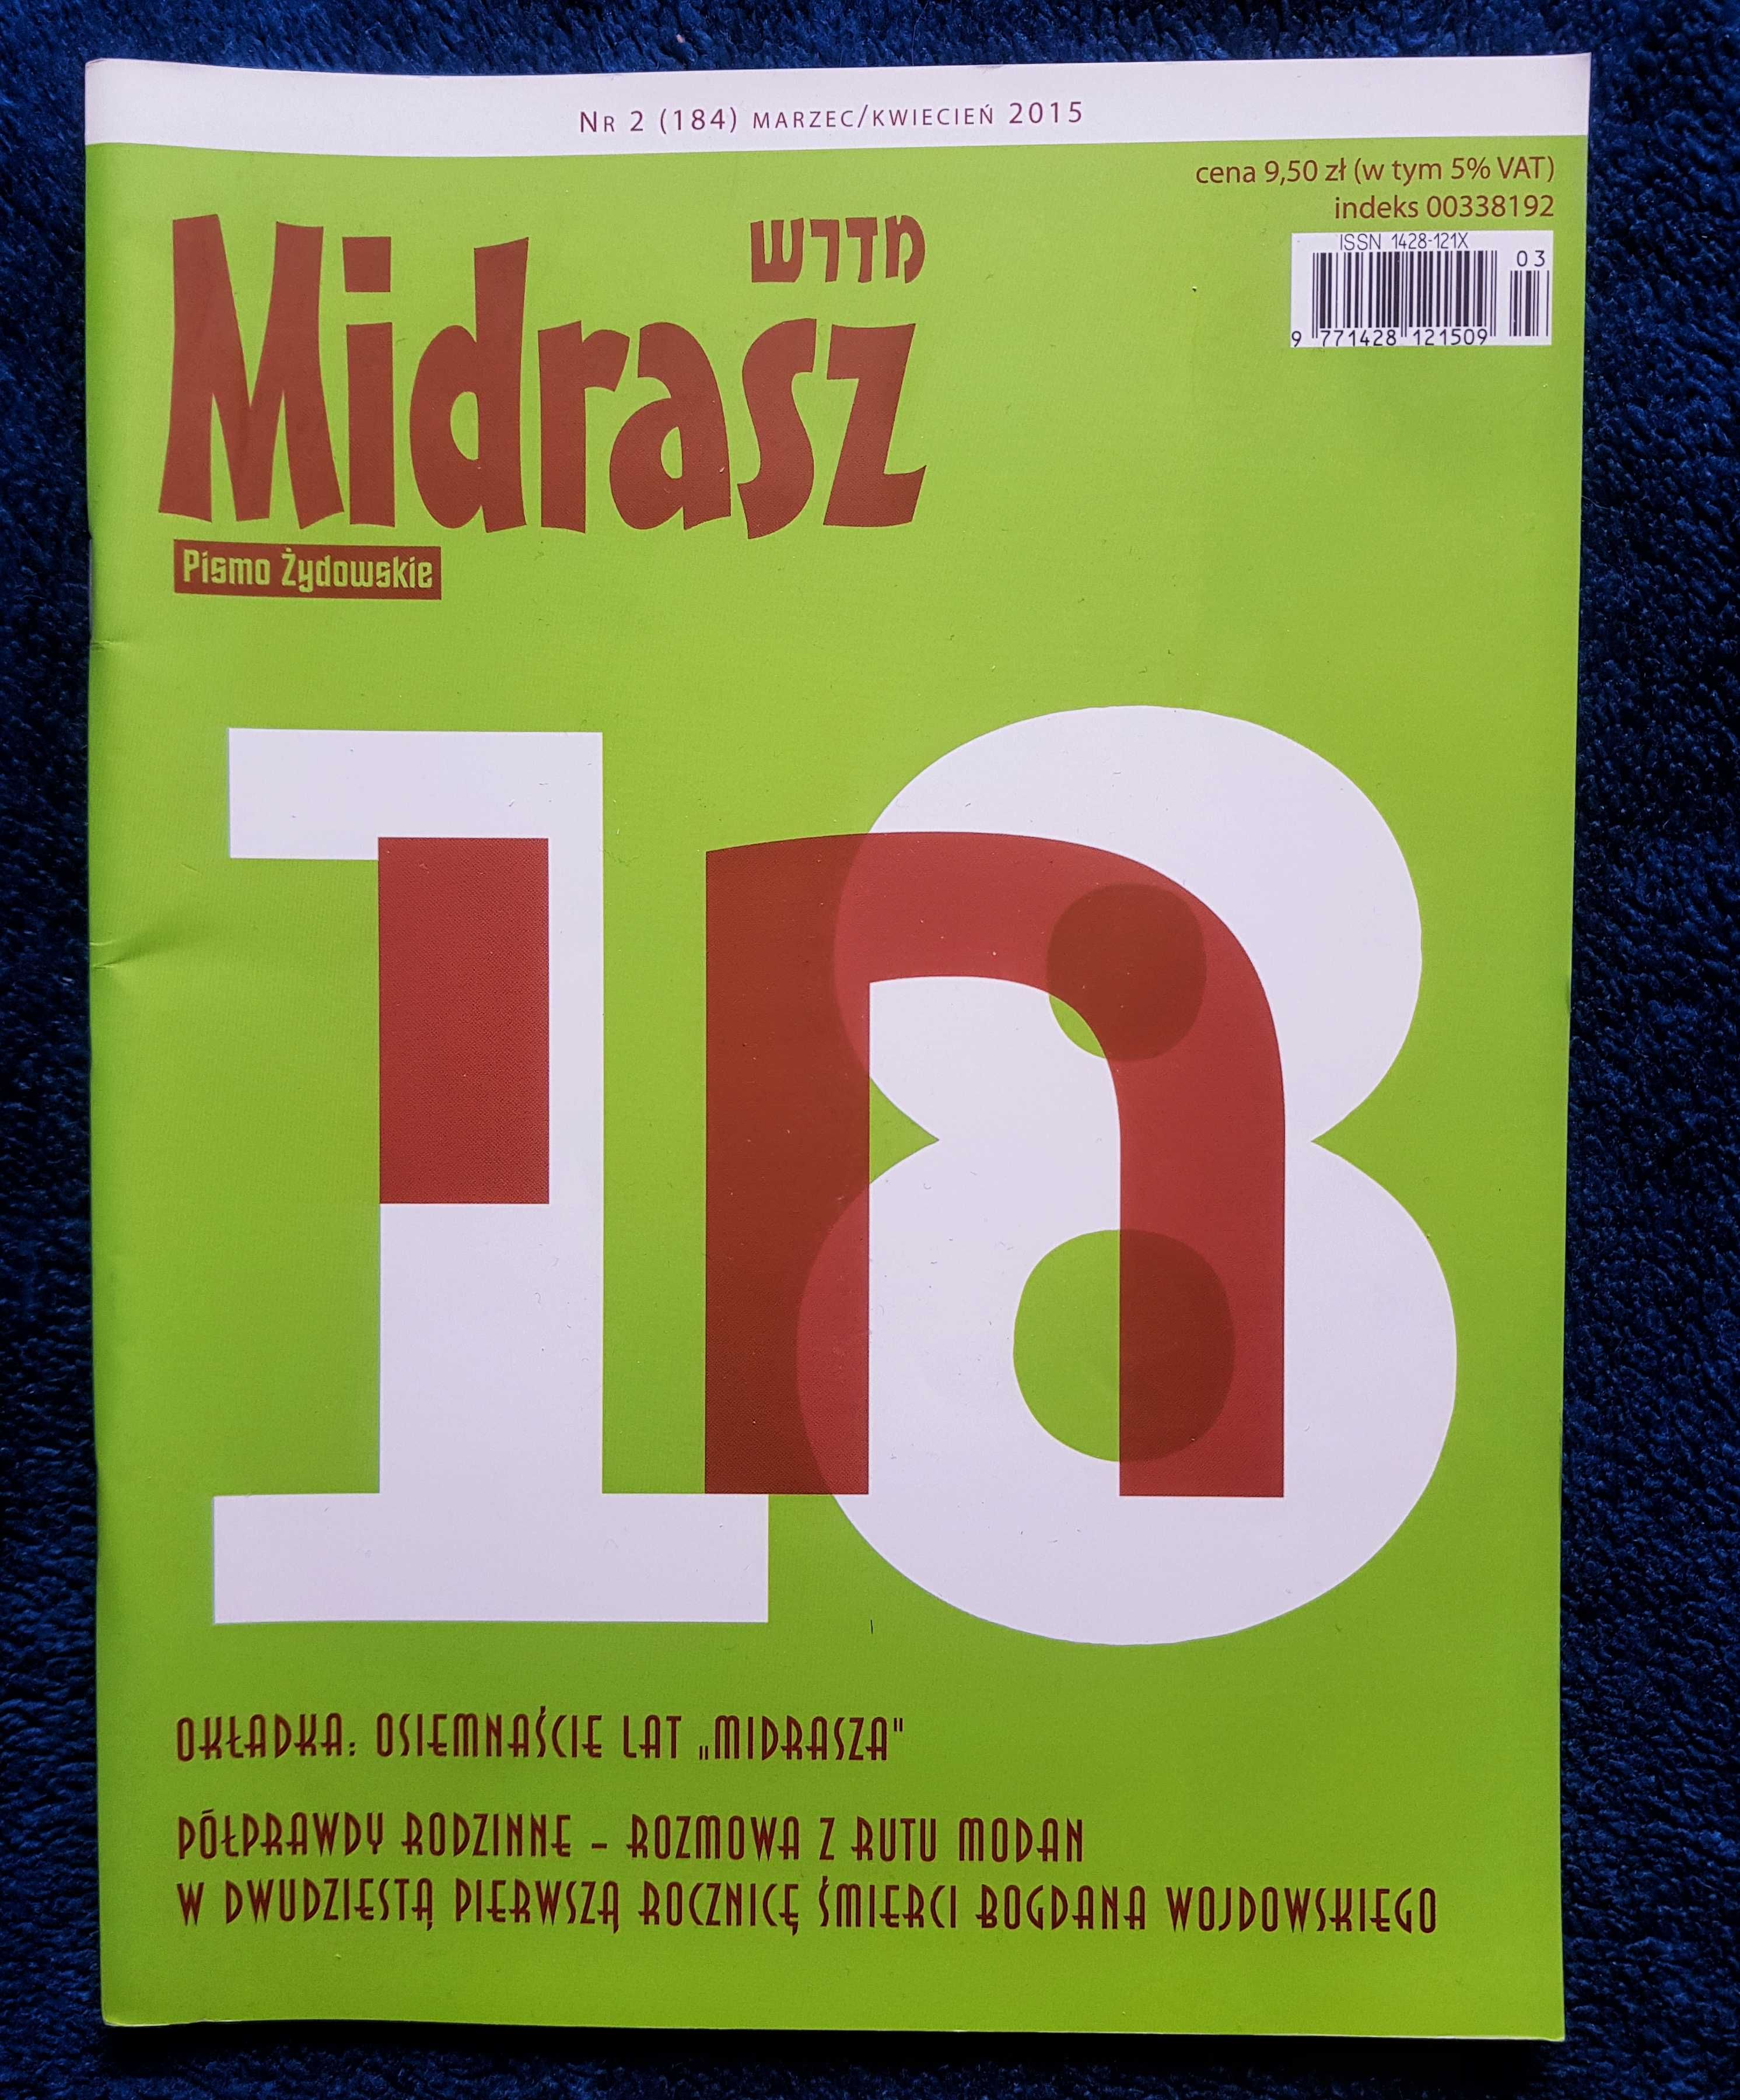 Nr 2 (184) marzec/kwiecień 2015
cena 9,50 zł (w tym 5% VAT)
indeks 00338192
ISSN 1428-121X
03
9 771428 121509
מדרש
Midrasz
Pismo Żydowskie
18
חי
OKŁADKA: OSIEMNAŚCIE LAT „MIDRASZA"
PÓŁPRAWDY RODZINNE – ROZMOWA Z RUTU MODAN
W DWUDZIESTĄ PIERWSZĄ ROCZNICĘ ŚMIERCI BOGDANA WOJDOWSKIEGO